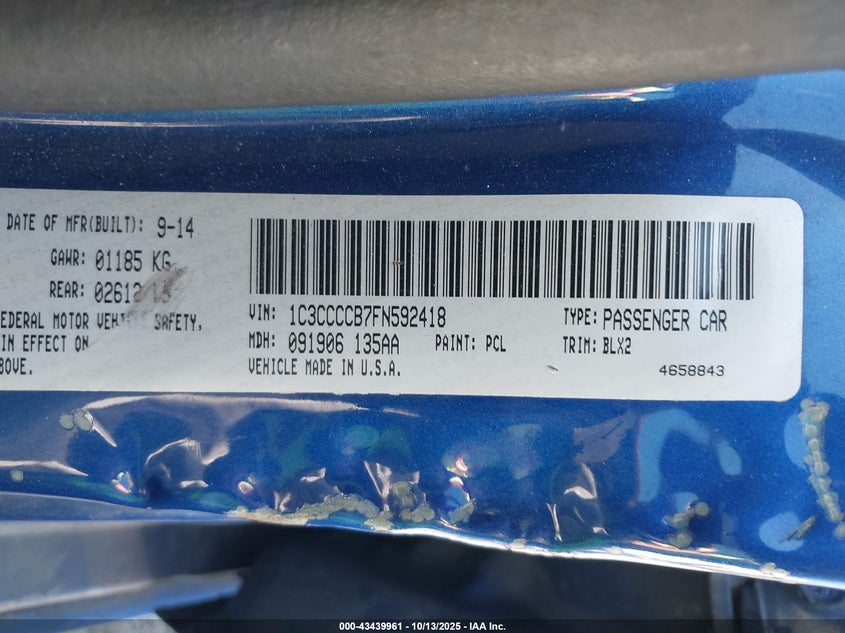 DATE OF MFR(BUILT): 9-14
GAWR: 01185 KG
REAR: 02612 LB
EDERAL MOTOR VEHICLE SAFETY,
IN EFFECT ON
BOVE.
VIN: 1C3CCCCB7FN592418 TYPE: PASSENGER CAR
MDH: 091906 135AA PAINT: PCL TRIM: BLX2
VEHICLE MADE IN U.S.A. 4658843
000-43439961 - 10/13/2025 - IAA Inc.